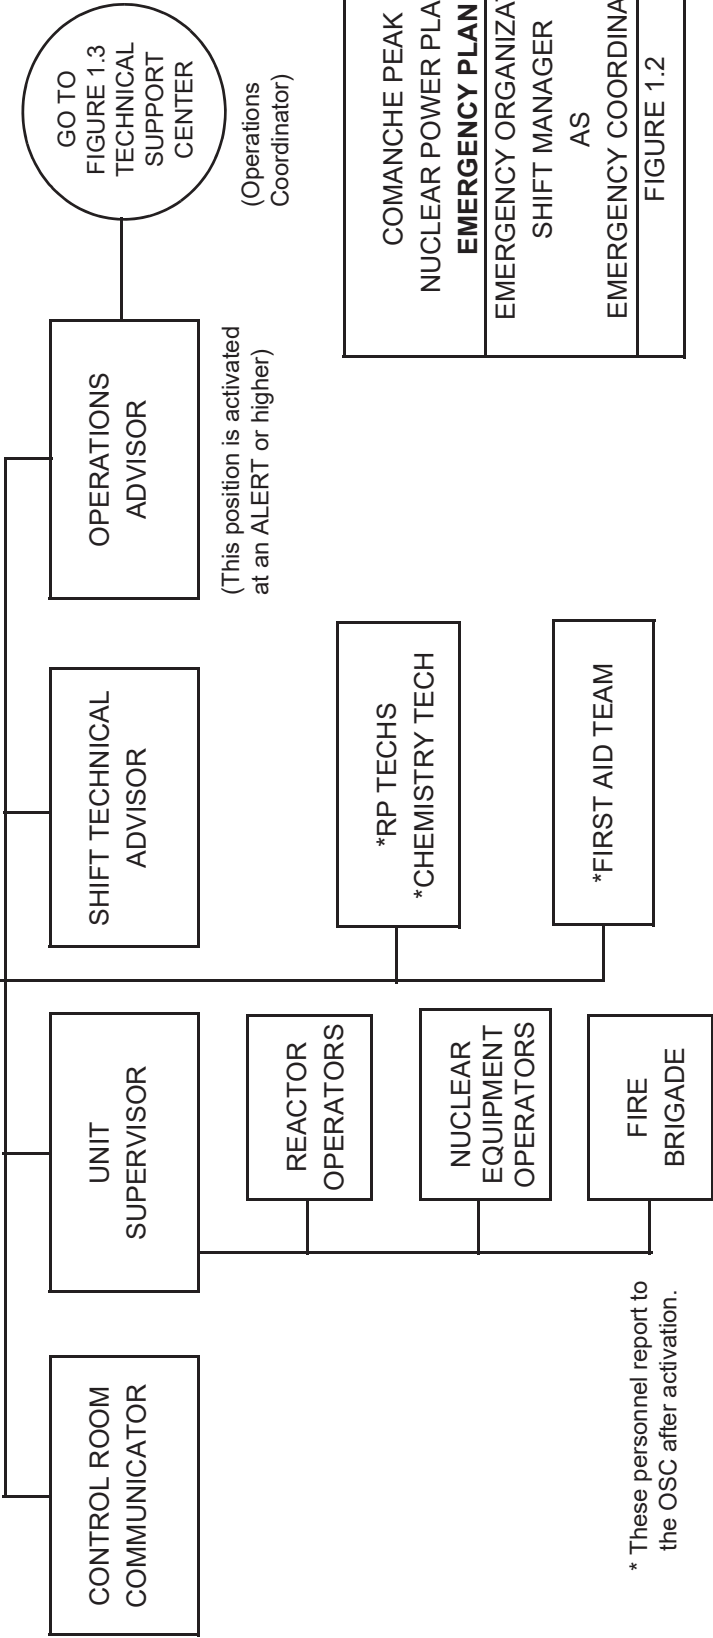 CONTROL ROOM
COMMUNICATOR
UNIT
SUPERVISOR
SHIFT TECHNICAL
ADVISOR
OPERATIONS
ADVISOR
GO TO
FIGURE 1.3
TECHNICAL
SUPPORT
CENTER
(This position is activated
at an ALERT or higher)
(Operations
Coordinator)
REACTOR
OPERATORS
NUCLEAR
EQUIPMENT
OPERATORS
FIRE
BRIGADE
*RP TECHS
*CHEMISTRY TECH
*FIRST AID TEAM
* These personnel report to
the OSC after activation.
COMANCHE PEAK
NUCLEAR POWER PLA
EMERGENCY PLAN
EMERGENCY ORGANIZA
SHIFT MANAGER
AS
EMERGENCY COORDINA
FIGURE 1.2